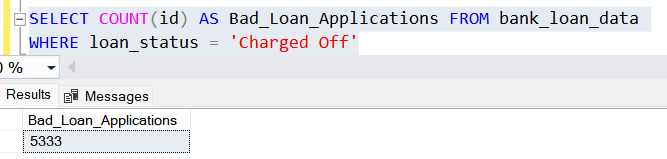 SELECT COUNT(id) AS Bad_Loan_Applications FROM bank_loan_data
WHERE loan_status = 'Charged Off'
0 %
Results Messages
Bad_Loan_Applications
5333